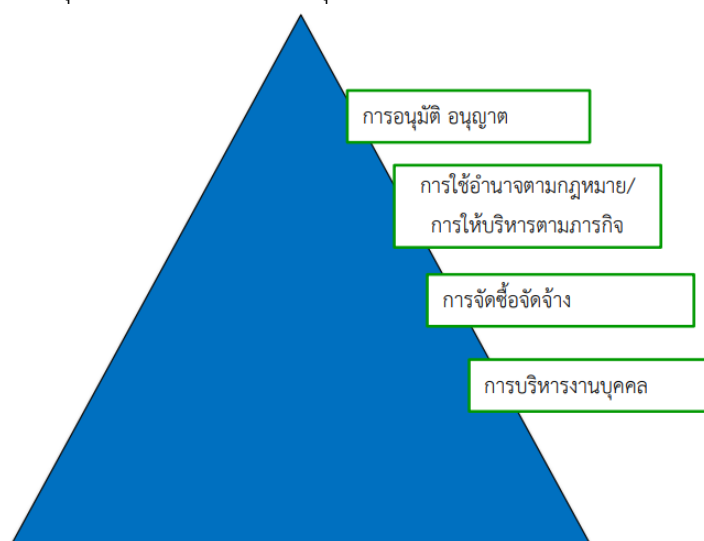 การอนุมัติ อนุญาต
การใช้อำนาจตามกฎหมาย/
การให้บริหารตามภารกิจ
การจัดซื้อจัดจ้าง
การบริหารงานบุคคล